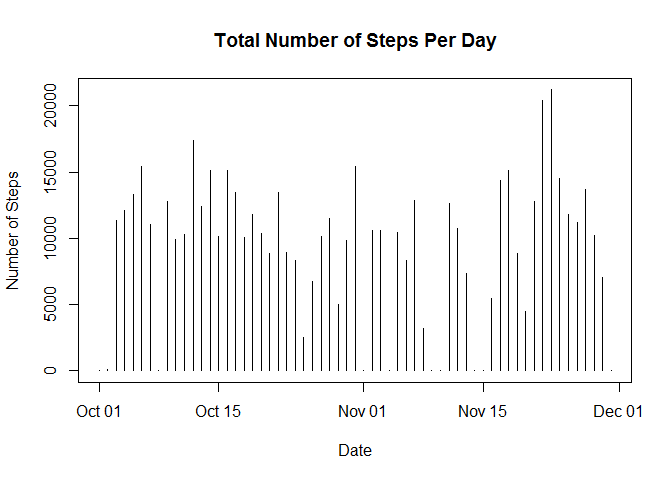 Total Number of Steps Per Day
Number of Steps
20000
15000
10000
5000
0
Oct 01 Oct 15 Nov 01 Nov 15 Dec 01
Date